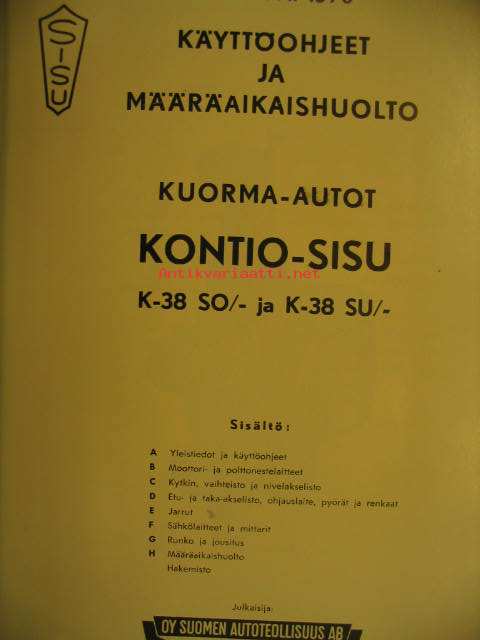 SISU
KÄYTTÖOHJEET
JA
MÄÄRÄAIKAISHUOLTO
KUORMA-AUTOT
KONTIO-SISU
Antikvariaatti.net
K-38 SO/- ja K-38 SU/-
Sisältö:
A Yleistiedot ja käyttöohjeet
B Moottori- ja polttonestelaitteet
C Kytkin, vaihteisto ja nivelakselisto
D Etu- ja taka-akselisto, ohjauslaite, pyörät ja renkaat
E Jarrut
F Sähkölaitteet ja mittarit
G Runko ja jousitus
H Määräaikaishuolto
Hakemisto
Julkaisija:
OY SUOMEN AUTOTEOLLISUUS AB